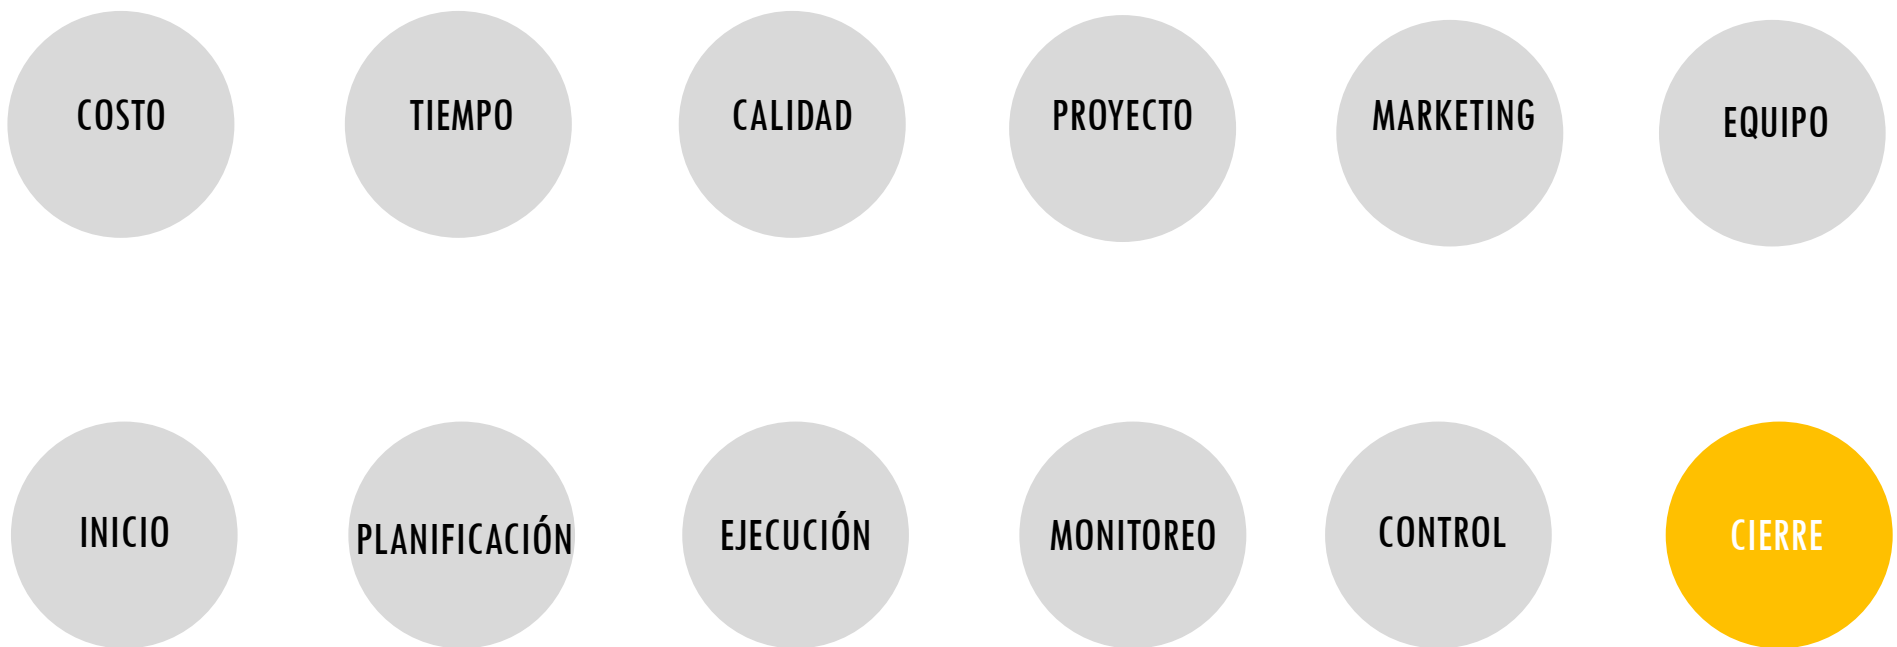 COSTO
TIEMPO
CALIDAD
PROYECTO
MARKETING
EQUIPO
INICIO
PLANIFICACIÓN
EJECUCIÓN
MONITOREO
CONTROL
CIERRE